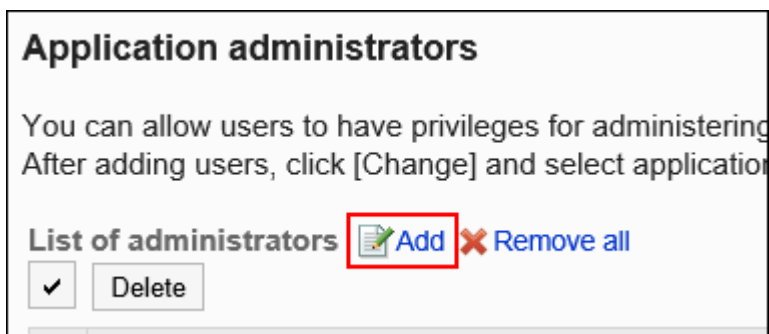 Application administrators
You can allow users to have privileges for administering
After adding users, click [Change] and select
List of administrators Add Remove all
Delete